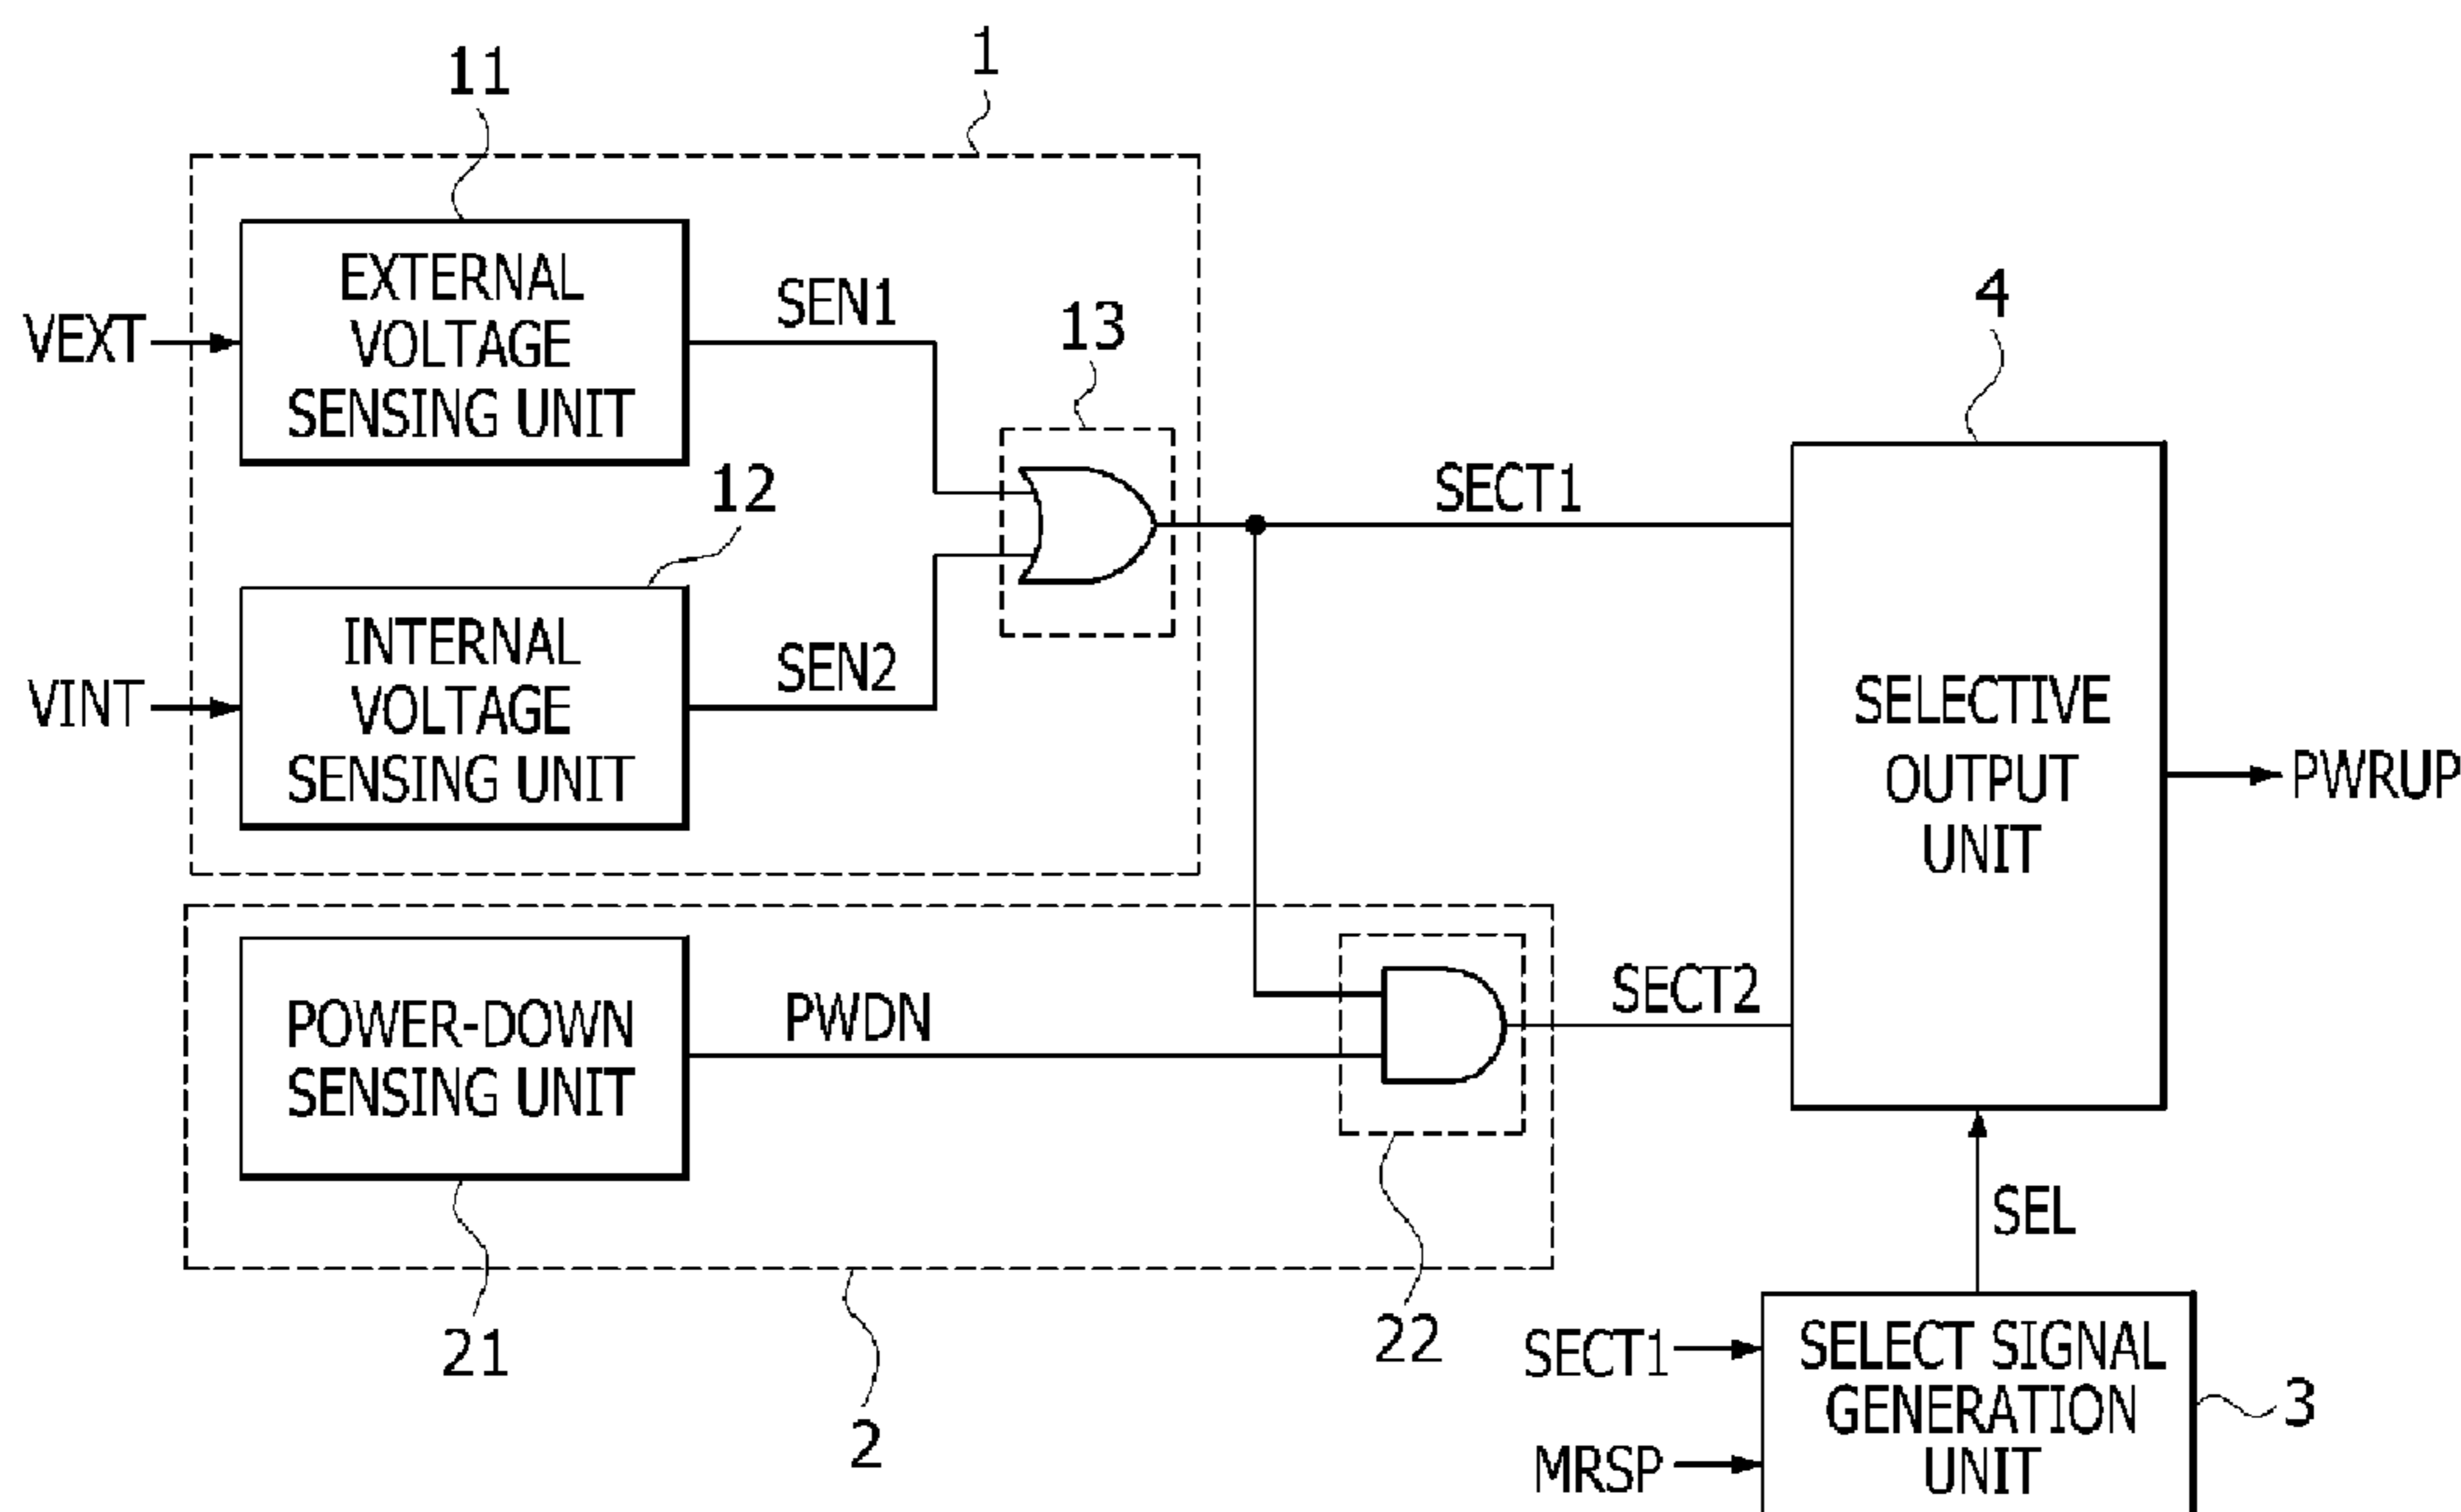 1
11
EXTERNAL
VOLTAGE
SENSING UNIT
VEXT
SEN1
13
4
12
SECT1
INTERNAL
VOLTAGE
SENSING UNIT
VINT
SEN2
SELECTIVE
OUTPUT
UNIT
PWRUP
POWER-DOWN
SENSING UNIT
PWDN
SECT2
SEL
21
2
22
SECT1
MRSP
SELECT SIGNAL
GENERATION
UNIT
3